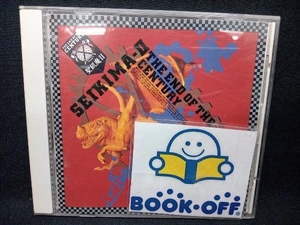 SEIKIMA-II
THE END OF THE
CENTURY
BOOK·OFF